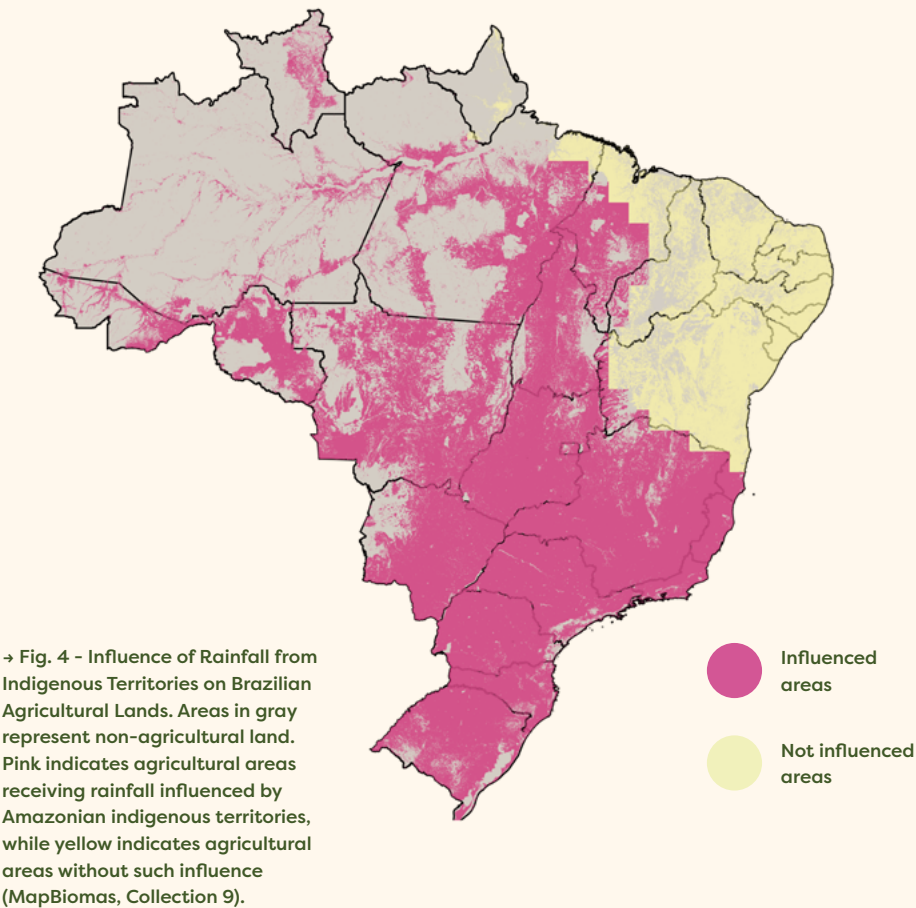 → Fig. 4 - Influence of Rainfall from
Indigenous Territories on Brazilian
Agricultural Lands. Areas in gray
represent non-agricultural land.
Pink indicates agricultural areas
receiving rainfall influenced by
Amazonian indigenous territories,
while yellow indicates agricultural
areas without such influence
(MapBiomas, Collection 9).
Influenced
areas
Not influenced
areas